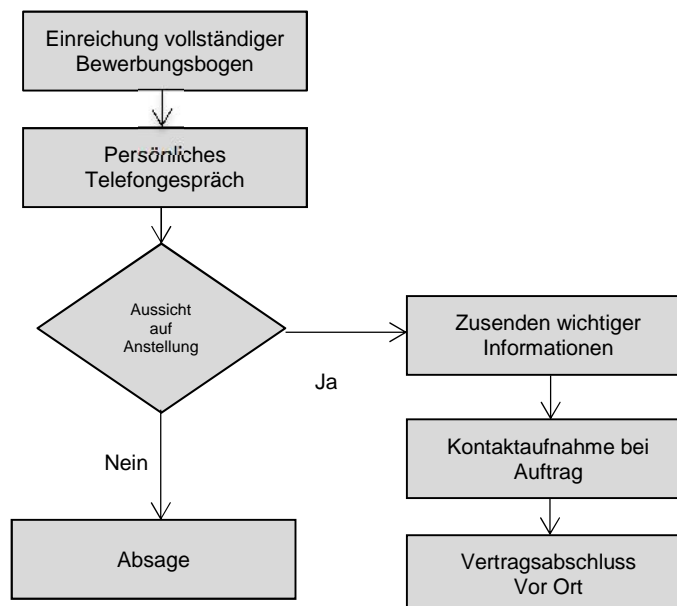 Einreichung vollständiger
Bewerbungsbogen
Persönliches
Telefongespräch
Aussicht
auf
Anstellung
Ja
Zusenden wichtiger
Informationen
Kontaktaufnahme bei
Auftrag
Vertragsabschluss
Vor Ort
Nein
Absage